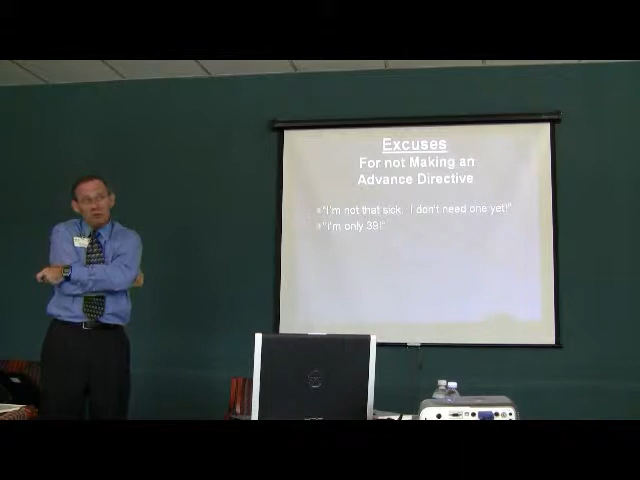 Excuses
For not Making an
Advance Directive
"I'm not that sick. I don't need one yet!"
"I'm only 39!"